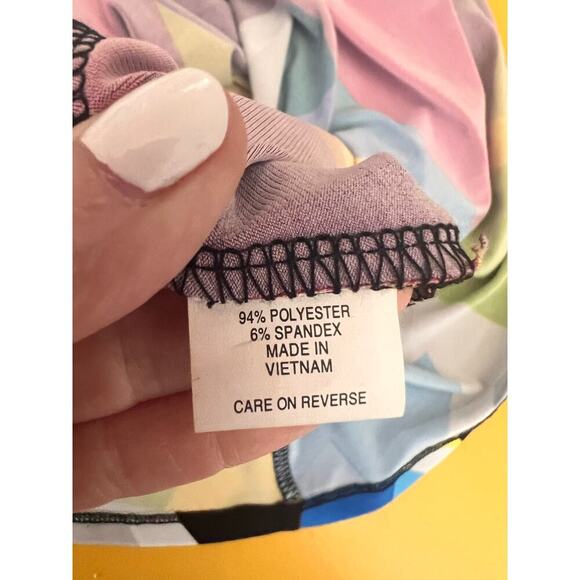 94% POLYESTER
6% SPANDEX
MADE IN
VIETNAM
CARE ON REVERSE